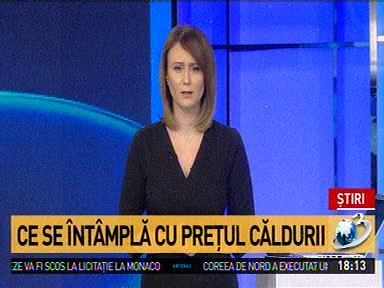 ȘTIRI
CE SE ÎNTÂMPLĂ CU PREȚUL CĂLDURII
ZE VA FI SCOS LA LICITAȚIE LA MONACO COREEA DE NORD A EXECUTAT 18:13